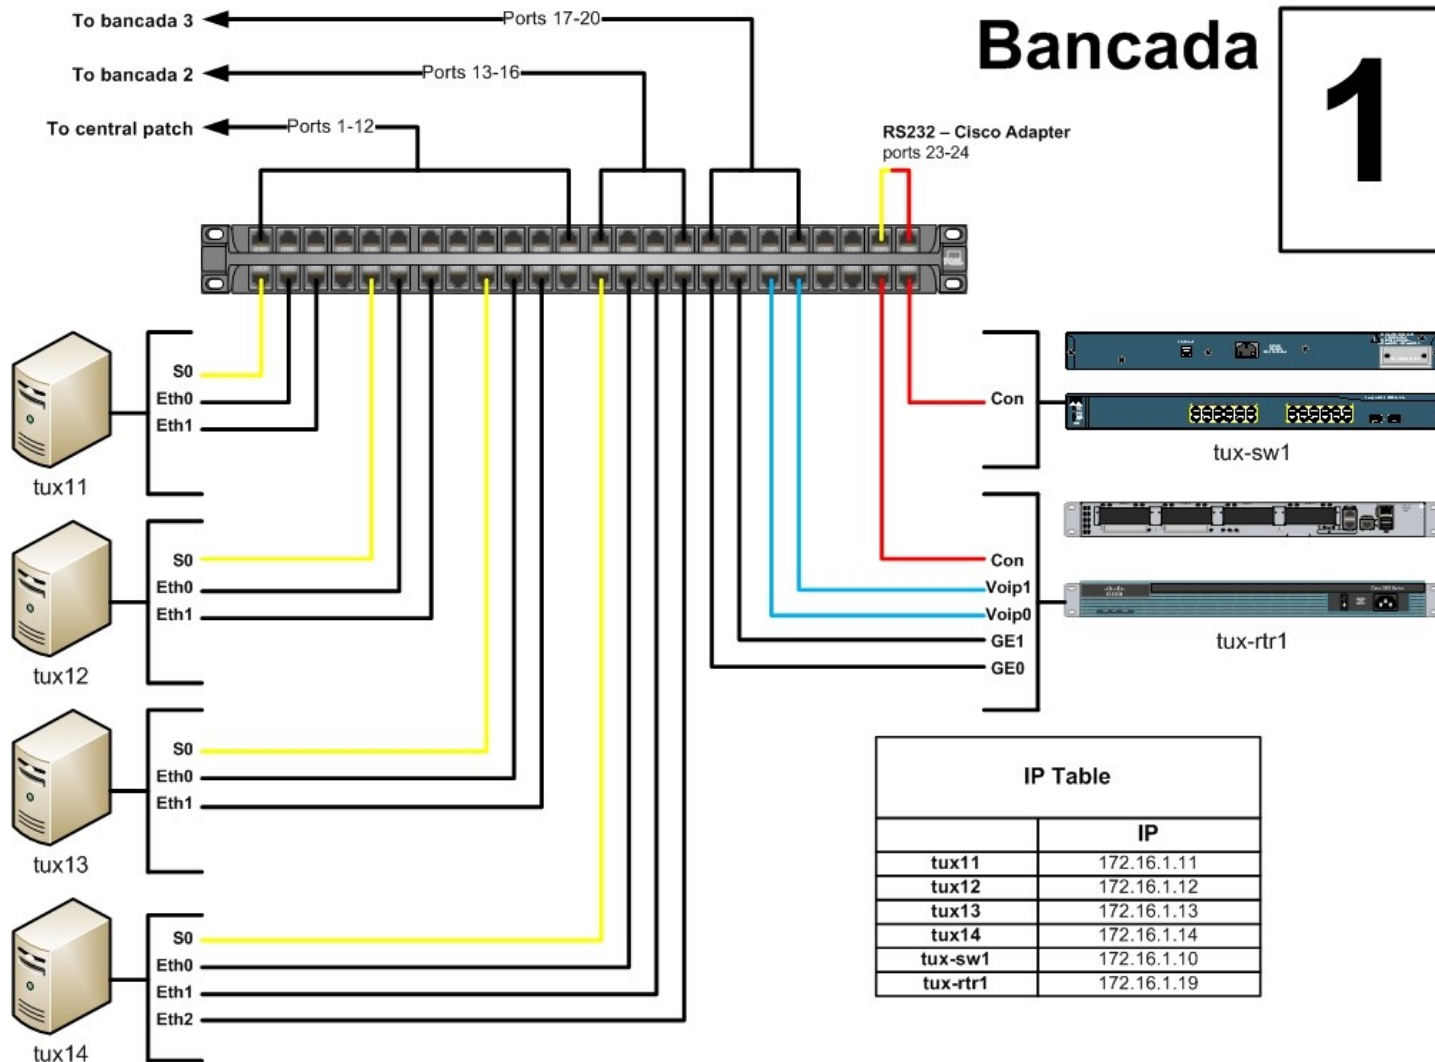 To bancada 3
Ports 17-20
Bancada
1
To bancada 2
Ports 13-16
To central patch
Ports 1-12
RS232 – Cisco Adapter
ports 23-24
S0
Eth0
Eth1
tux11
S0
Eth0
Eth1
tux12
S0
Eth0
Eth1
tux13
S0
Eth0
Eth1
Eth2
tux14
Con
tux-sw1
Con
Voip1
Voip0
GE1
GE0
tux-rtr1
IP Table
IP
tux11 172.16.1.11
tux12 172.16.1.12
tux13 172.16.1.13
tux14 172.16.1.14
tux-sw1 172.16.1.10
tux-rtr1 172.16.1.19